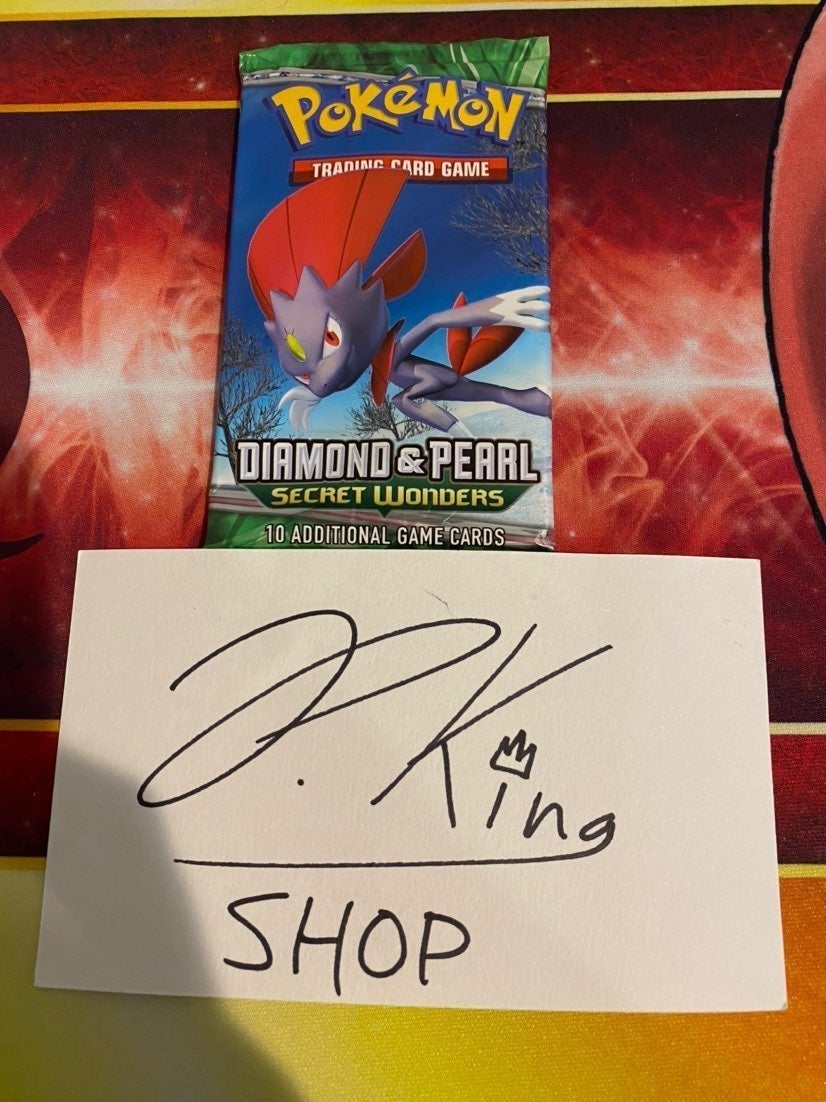 POKéMON
TRADING CARD GAME
DIAMOND & PEARL
SECRET WONDERS
10 ADDITIONAL GAME CARDS
P. King
SHOP